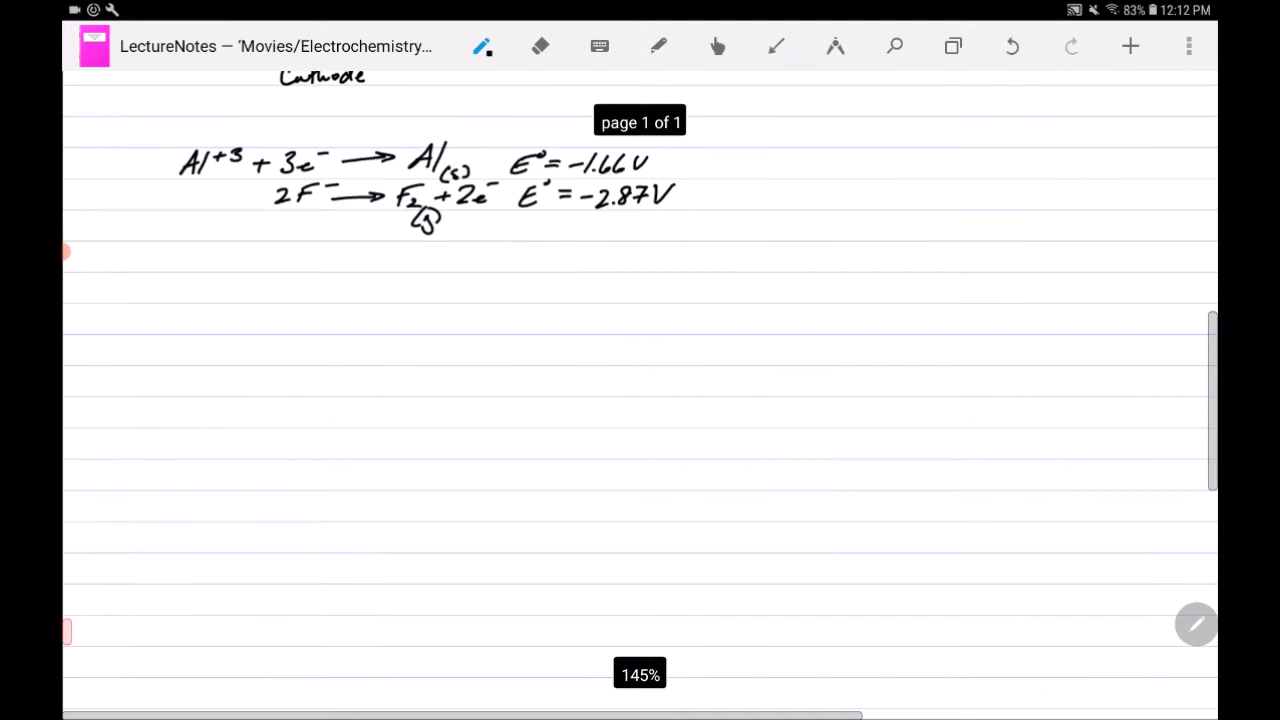 83% 12:12 PM
LectureNotes — ‘Movies/Electrochemistry...
Cathode
page 1 of 1
Al⁺³ + 3e⁻ → Al(s) E° = -1.66V
2F⁻ → F₂(g) + 2e⁻ E° = -2.87V
145%